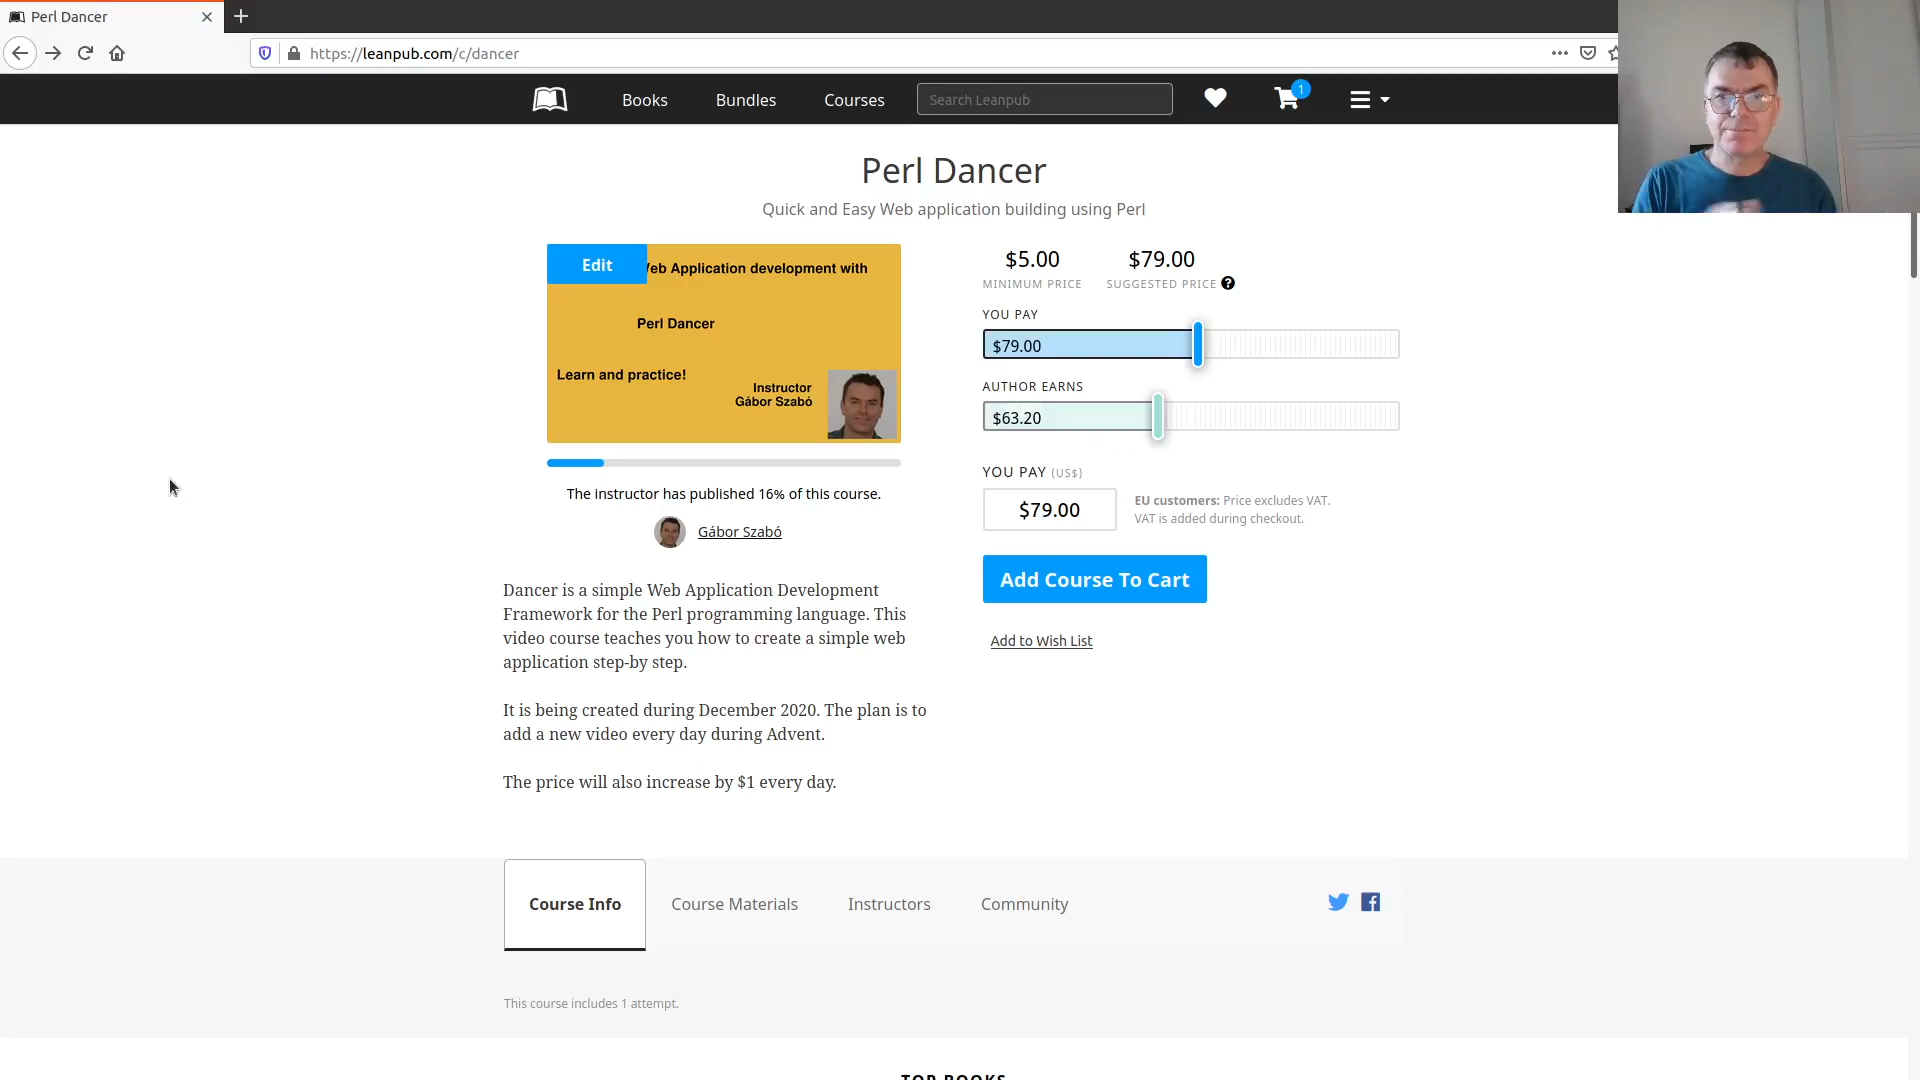 Perl Dancer
https://leanpub.com/c/dancer
Books
Bundles
Courses
Search Leanpub
1
Perl Dancer
Quick and Easy Web application building using Perl
Edit
eb Application development with
Perl Dancer
Learn and practice!
Instructor
Gábor Szabó
The instructor has published 16% of this course.
Gábor Szabó
Dancer is a simple Web Application Development
Framework for the Perl programming language. This
video course teaches you how to create a simple web
application step-by step.
It is being created during December 2020. The plan is to
add a new video every day during Advent.
The price will also increase by $1 every day.
$5.00
MINIMUM PRICE
$79.00
SUGGESTED PRICE ?
YOU PAY
$79.00
AUTHOR EARNS
$63.20
YOU PAY (US$)
$79.00
EU customers: Price excludes VAT.
VAT is added during checkout.
Add Course To Cart
Add to Wish List
Course Info
Course Materials
Instructors
Community
This course includes 1 attempt.
TOP BOOKS